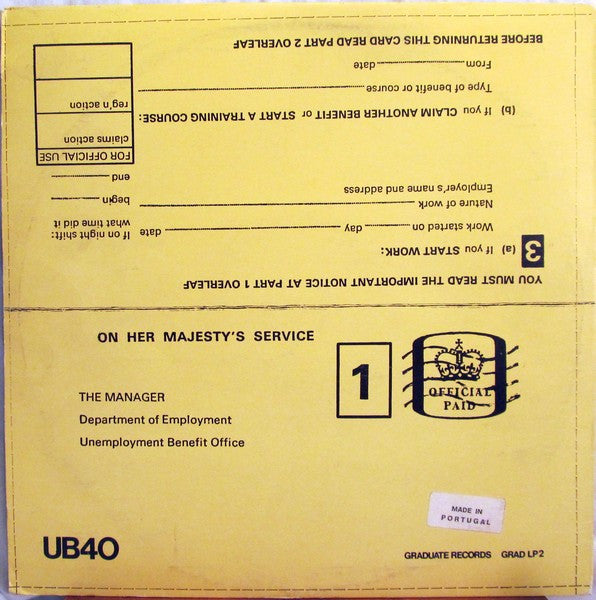 YOU MUST READ THE IMPORTANT NOTICE AT PART 1 OVERLEAF
3 (a) If you START WORK:
Work started on ............ day ............ date
Nature of work ............
Employer's name and address
If on night shift:
what time did it
begin ............
end ............
FOR OFFICIAL USE
claims action
reg'n action
(b) If you CLAIM ANOTHER BENEFIT or START A TRAINING COURSE:
Type of benefit or course ............
From ............ date
BEFORE RETURNING THIS CARD READ PART 2 OVERLEAF
ON HER MAJESTY'S SERVICE
1
OFFICIAL
PAID
THE MANAGER
Department of Employment
Unemployment Benefit Office
MADE IN
PORTUGAL
UB40
GRADUATE RECORDS GRAD LP2